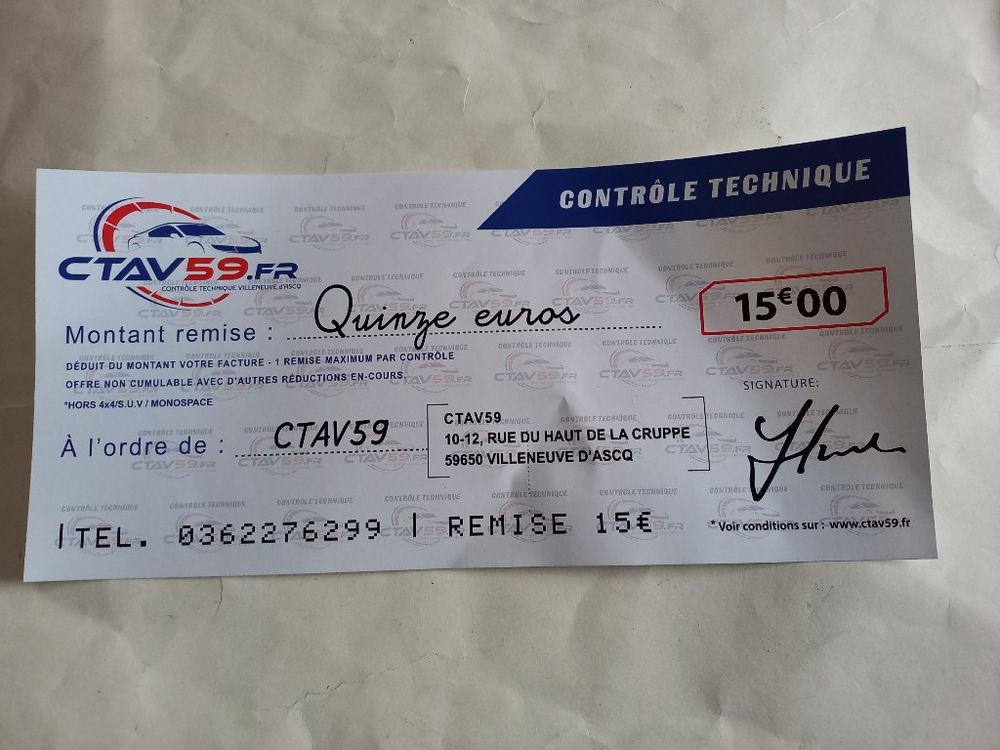 CONTRÔLE TECHNIQUE
CTAV59.FR
CONTRÔLE TECHNIQUE VILLENEUVE d'ASCQ
Montant remise : Quinze euros
15€00
DÉDUIT DU MONTANT VOTRE FACTURE - 1 REMISE MAXIMUM PAR CONTRÔLE
OFFRE NON CUMULABLE AVEC D'AUTRES RÉDUCTIONS EN-COURS.
*HORS 4x4/S.U.V / MONOSPACE
SIGNATURE:
À l'ordre de : CTAV59
CTAV59
10-12, RUE DU HAUT DE LA CRUPPE
59650 VILLENEUVE D'ASCQ
|TEL. 0362276299 | REMISE 15€
* Voir conditions sur : www.ctav59.fr